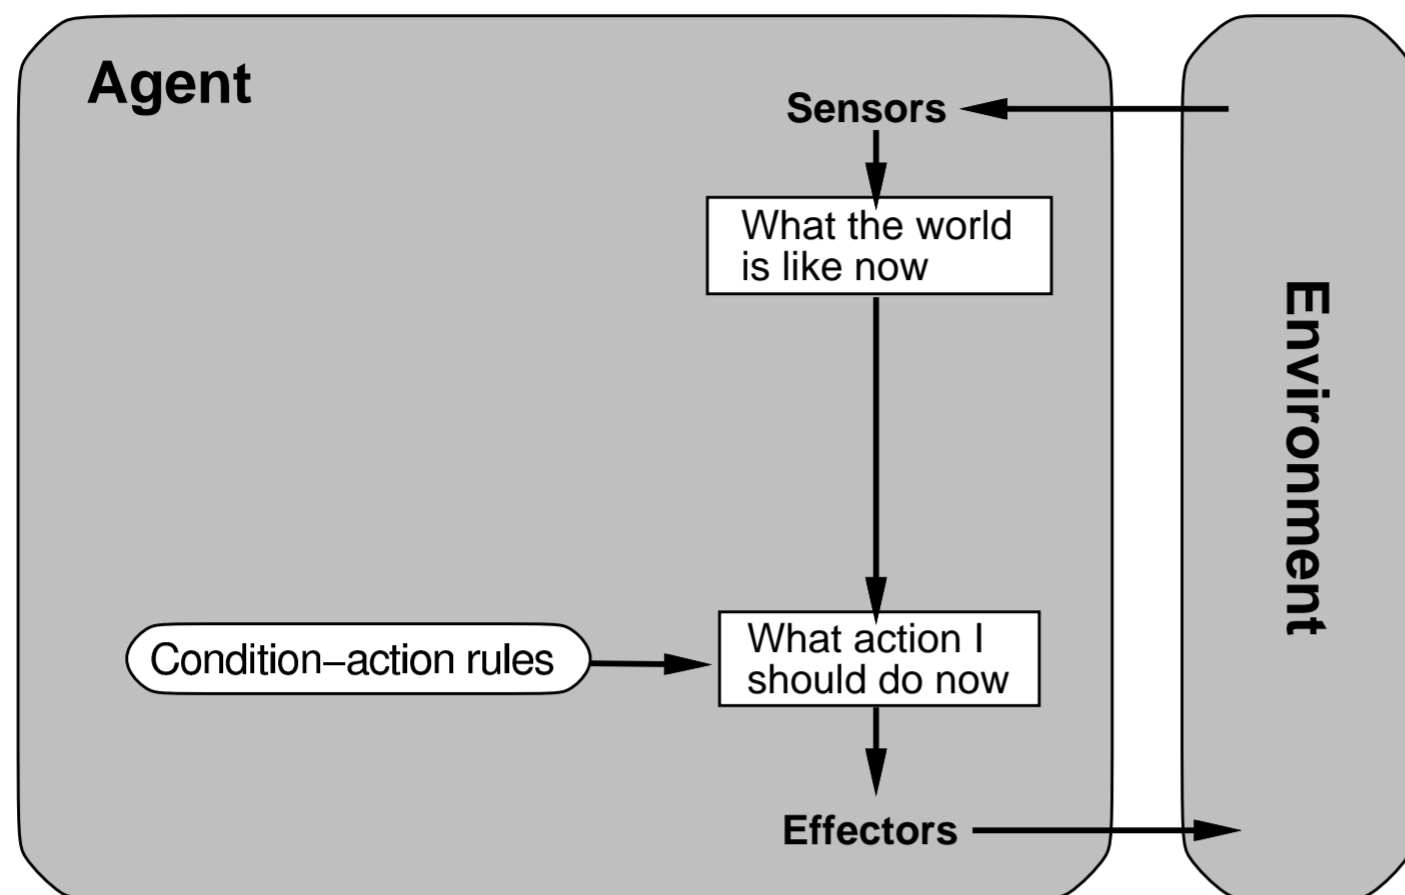 Agent
Sensors
What the world
is like now
Environment
Condition–action rules
What action I
should do now
Effectors